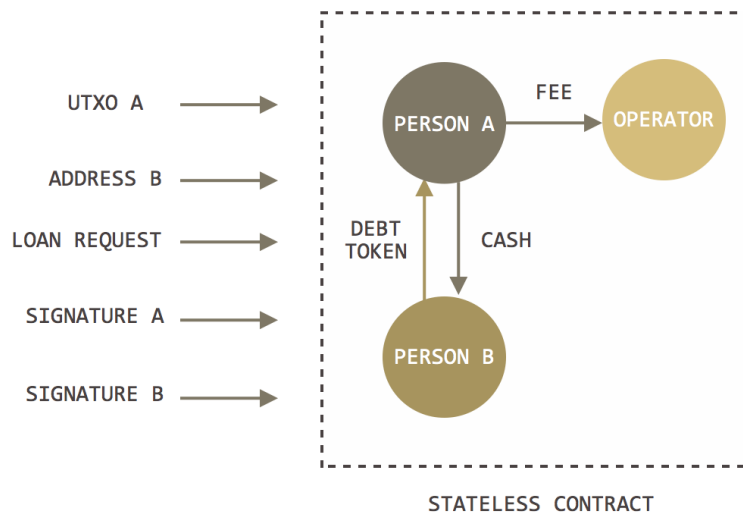 UTXO A
ADDRESS B
LOAN REQUEST
SIGNATURE A
SIGNATURE B
PERSON A
FEE
OPERATOR
DEBT
TOKEN
CASH
PERSON B
STATELESS CONTRACT